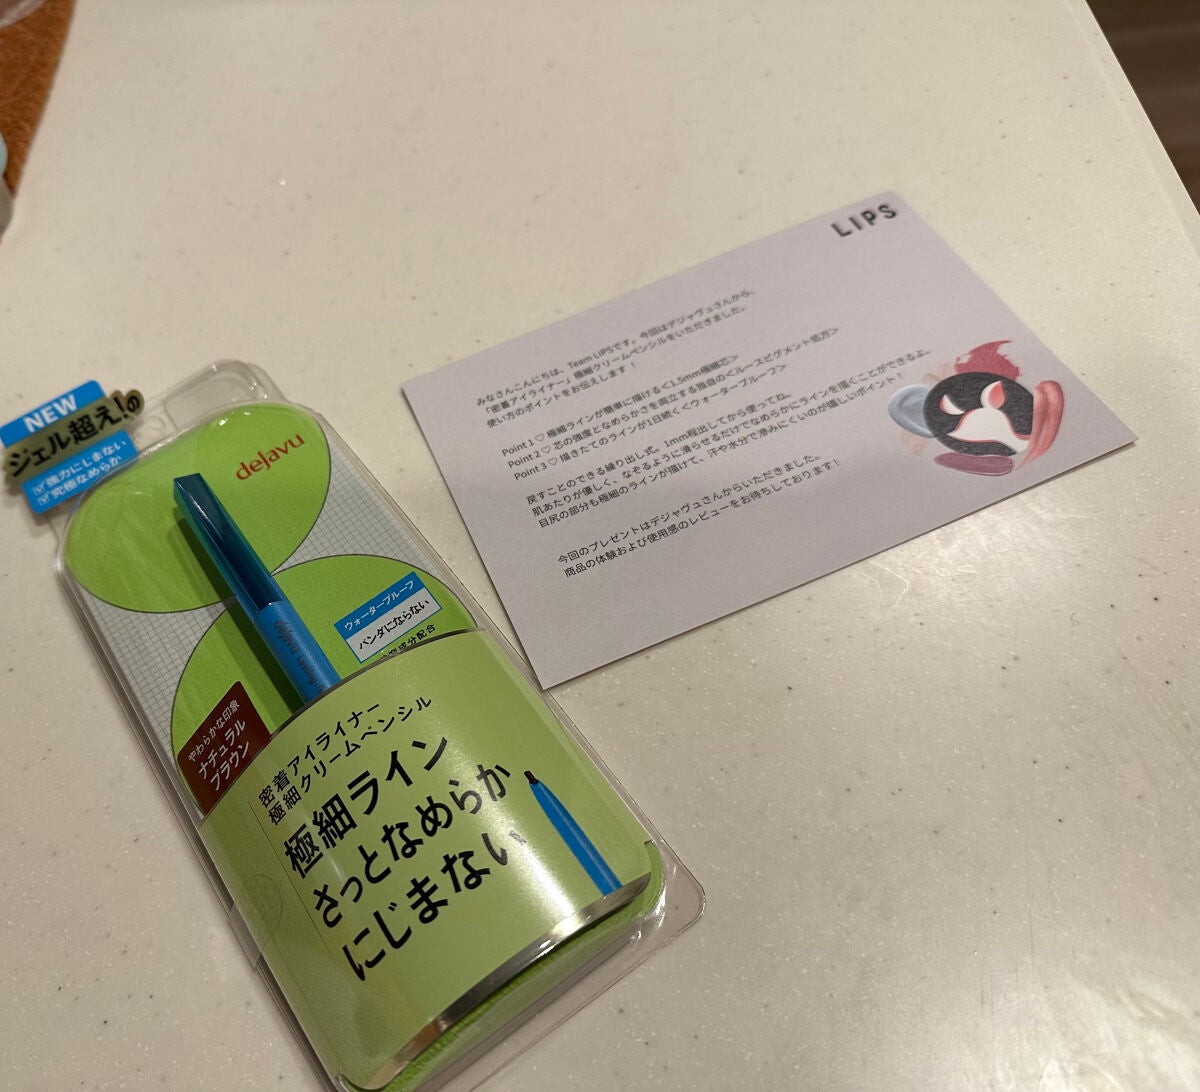 NEW
ジェル超え!の
強力にじまない
究極なめらか
dejavu
ウォータープルーフ
パンダにならない
やわらかな印象
ナチュラル
ブラウン
密着アイライナー
極細クリームペンシル
極細ライン
さっとなめらか
にじまない
LIPS
みなさんこんにちは、Team LIPSです。今回はデジャヴュさんから、
「密着アイライナー」極細クリームペンシルをいただきました。
使い方のポイントをお伝えします！
Point 1 ♡ 極細ラインが簡単に描ける<1.5mm極細芯>
Point 2 ♡ 芯の強度となめらかさを両立する独自の<ルースピグメント処方>
Point 3 ♡ 描きたてのラインが1日続く<ウォータープルーフ>
戻すことのできる繰り出し式。1mm程出してから使ってね。
肌あたりが優しく、なぞるように滑らせるだけでなめらかにラインを描くことができるよ。
目尻の部分も極細のラインが描けて、汗や水分で滲みにくいのが嬉しいポイント！
今回のプレゼントはデジャヴュさんからいただきました。
商品の体験および使用感のレビューをお待ちしております！